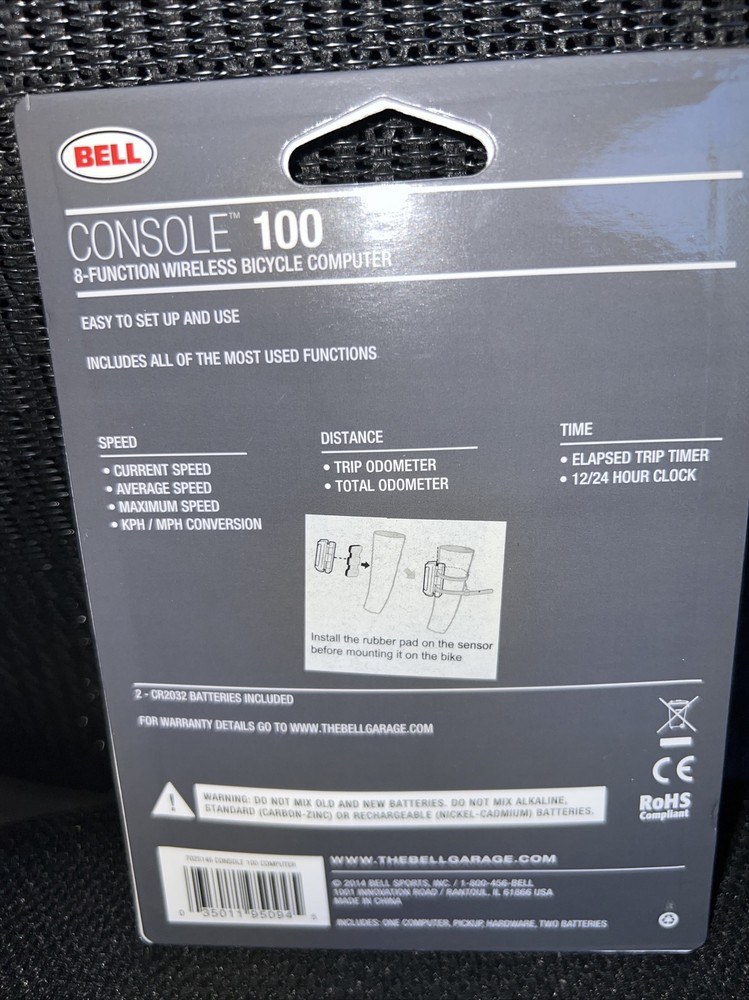 BELL
CONSOLE™ 100
8-FUNCTION WIRELESS BICYCLE COMPUTER
EASY TO SET UP AND USE
INCLUDES ALL OF THE MOST USED FUNCTIONS
SPEED
• CURRENT SPEED
• AVERAGE SPEED
• MAXIMUM SPEED
• KPH / MPH CONVERSION
DISTANCE
• TRIP ODOMETER
• TOTAL ODOMETER
TIME
• ELAPSED TRIP TIMER
• 12/24 HOUR CLOCK
Install the rubber pad on the sensor
before mounting it on the bike
2 - CR2032 BATTERIES INCLUDED
FOR WARRANTY DETAILS GO TO WWW.THEBELLGARAGE.COM
CE
RoHS
Compliant
! WARNING: DO NOT MIX OLD AND NEW BATTERIES. DO NOT MIX ALKALINE,
STANDARD (CARBON-ZINC) OR RECHARGEABLE (NICKEL-CADMIUM) BATTERIES.
CONSOLE 100 COMPUTER
0 35011 95094
WWW.THEBELLGARAGE.COM
© 2014 BELL SPORTS, INC. / 1-800-456-BELL
1001 INNOVATION ROAD / RANTOUL, IL 61866 USA
MADE IN CHINA
INCLUDES: ONE COMPUTER, PICKUP, HARDWARE, TWO BATTERIES